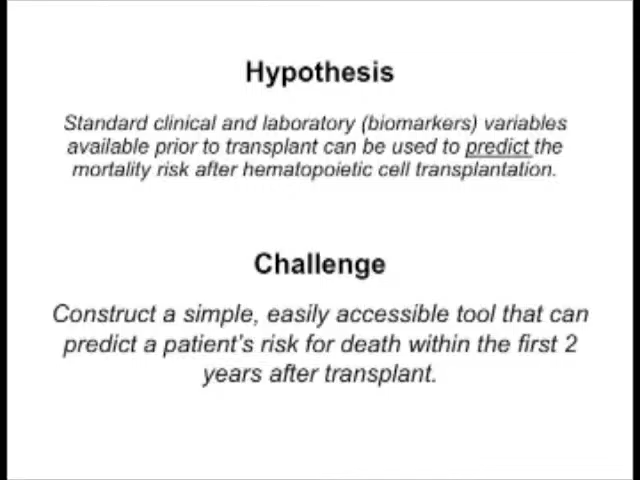 Hypothesis
Standard clinical and laboratory (biomarkers) variables
available prior to transplant can be used to predict the
mortality risk after hematopoietic cell transplantation.
Challenge
Construct a simple, easily accessible tool that can
predict a patient's risk for death within the first 2
years after transplant.